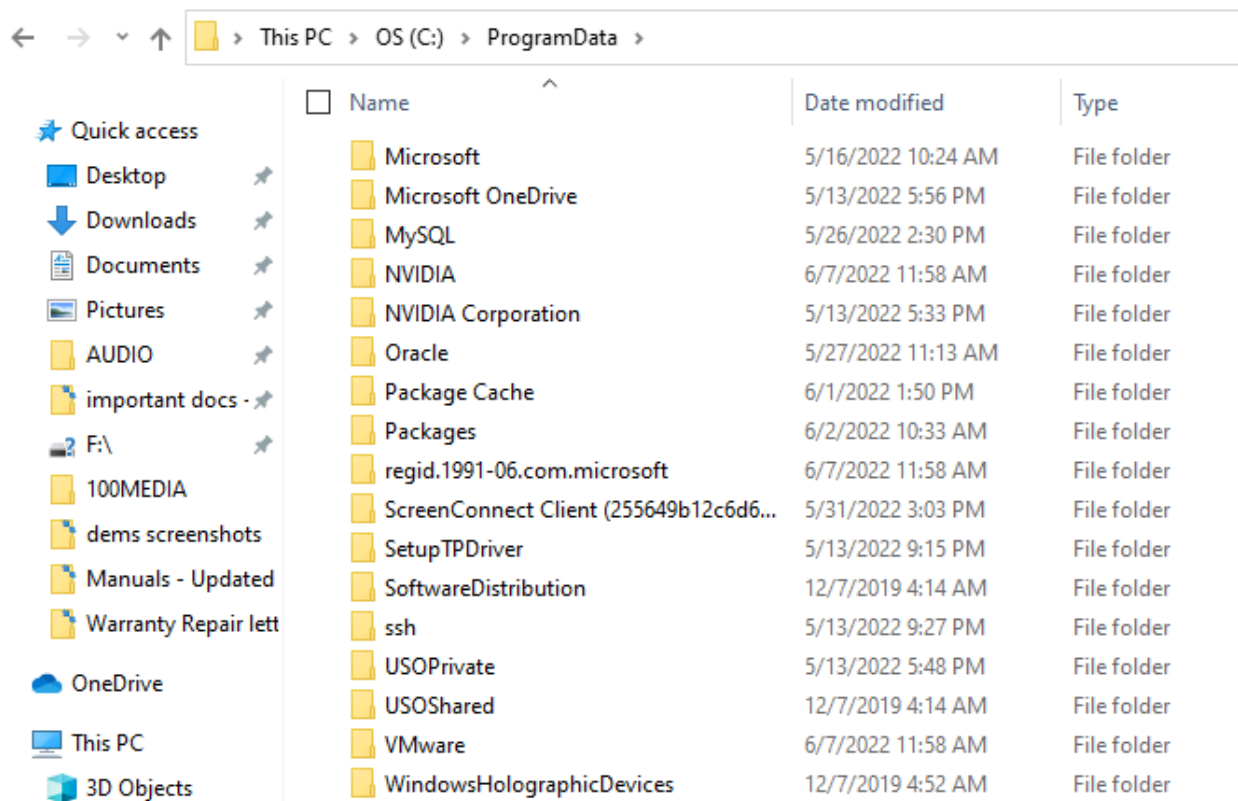 This PC > OS (C:) > ProgramData >
Name Date modified Type
Quick access
Desktop
Downloads
Documents
Pictures
AUDIO
important docs -
F:\
100MEDIA
dems screenshots
Manuals - Updated
Warranty Repair lett
OneDrive
This PC
3D Objects
Microsoft 5/16/2022 10:24 AM File folder
Microsoft OneDrive 5/13/2022 5:56 PM File folder
MySQL 5/26/2022 2:30 PM File folder
NVIDIA 6/7/2022 11:58 AM File folder
NVIDIA Corporation 5/13/2022 5:33 PM File folder
Oracle 5/27/2022 11:13 AM File folder
Package Cache 6/1/2022 1:50 PM File folder
Packages 6/2/2022 10:33 AM File folder
regid.1991-06.com.microsoft 6/7/2022 11:58 AM File folder
ScreenConnect Client (255649b12c6d6... 5/31/2022 3:03 PM File folder
SetupTPDriver 5/13/2022 9:15 PM File folder
SoftwareDistribution 12/7/2019 4:14 AM File folder
ssh 5/13/2022 9:27 PM File folder
USOPrivate 5/13/2022 5:48 PM File folder
USOShared 12/7/2019 4:14 AM File folder
VMware 6/7/2022 11:58 AM File folder
WindowsHolographicDevices 12/7/2019 4:52 AM File folder